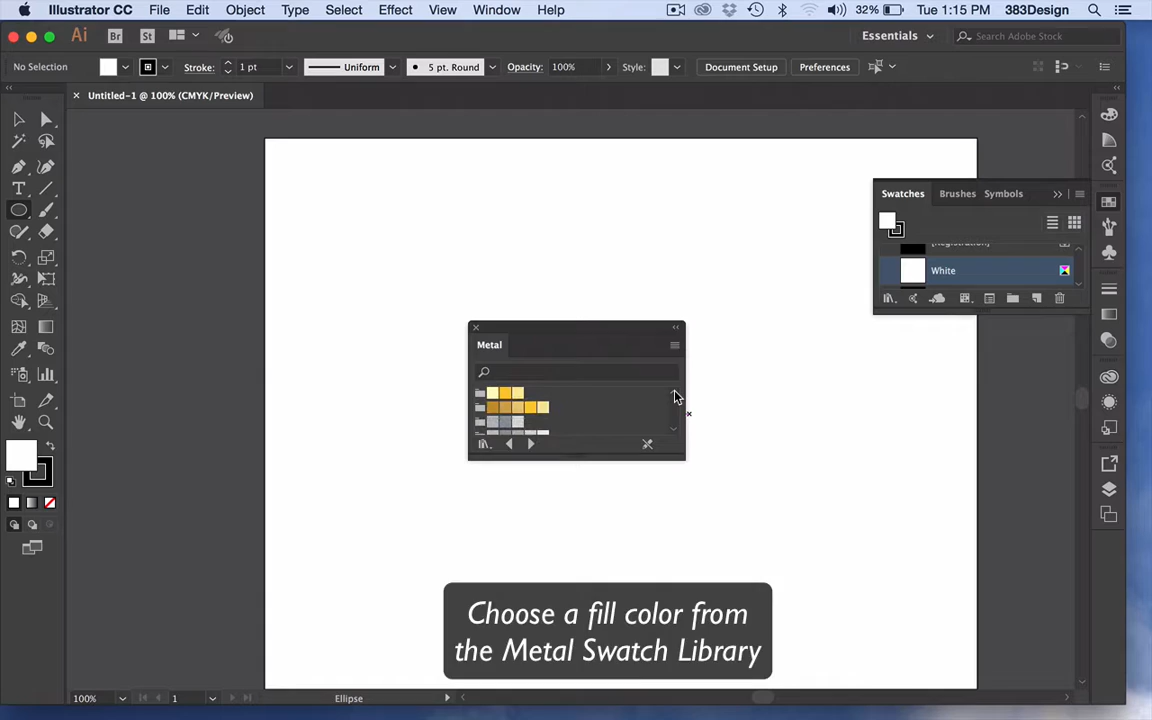 Illustrator CC File Edit Object Type Select Effect View Window Help 32% Tue 1:15 PM 383Design
Ai Br St Essentials Search Adobe Stock
No Selection Stroke: 1 pt Uniform 5 pt. Round Opacity: 100% Style: Document Setup Preferences
Untitled-1 @ 100% (CMYK/Preview)
Swatches Brushes Symbols
White
Metal
Choose a fill color from
the Metal Swatch Library
100% 1 Ellipse